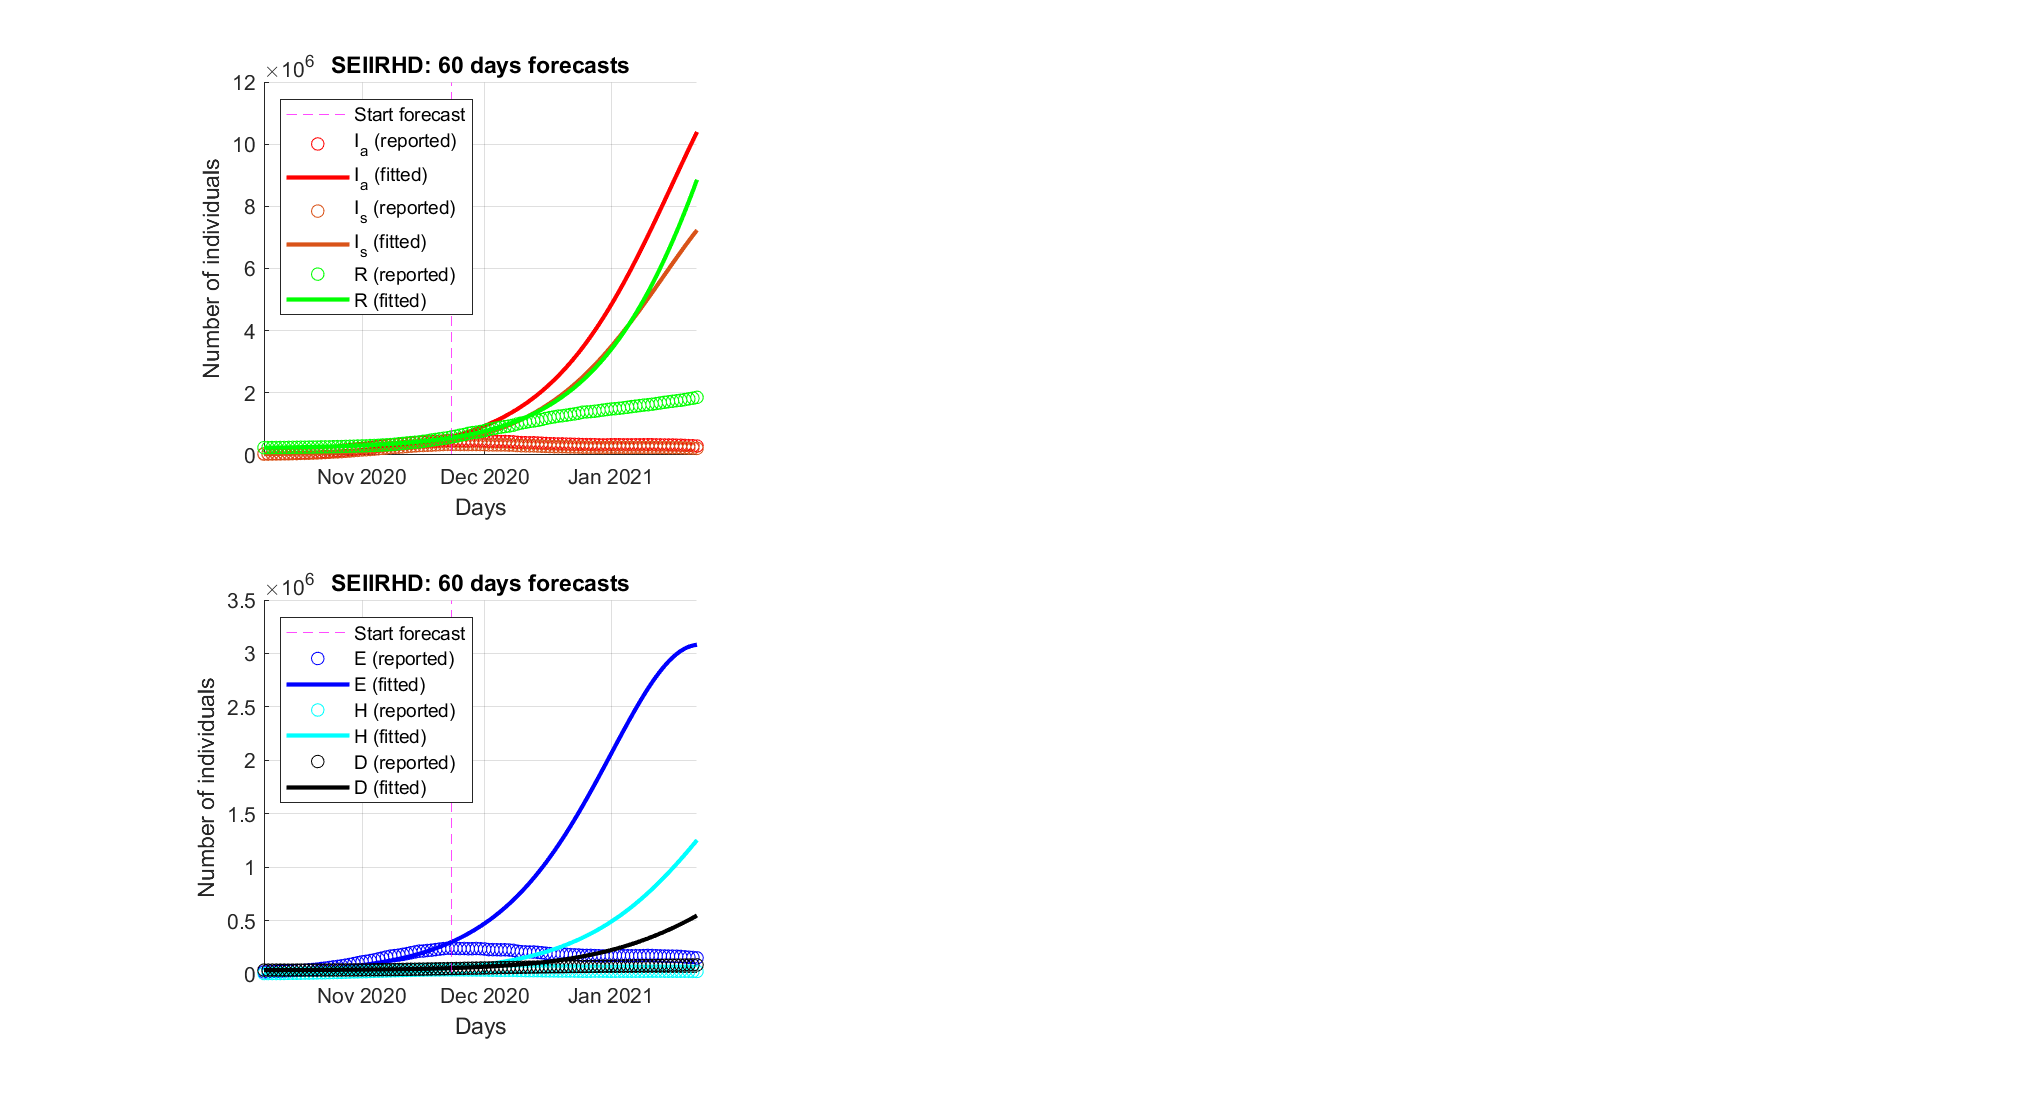 ×10^6
SEIIRHD: 60 days forecasts
12
10
8
6
4
2
0
Number of individuals
Start forecast
I_a (reported)
I_a (fitted)
I_s (reported)
I_s (fitted)
R (reported)
R (fitted)
Nov 2020
Dec 2020
Jan 2021
Days
×10^6
SEIIRHD: 60 days forecasts
3.5
3
2.5
2
1.5
1
0.5
0
Number of individuals
Start forecast
E (reported)
E (fitted)
H (reported)
H (fitted)
D (reported)
D (fitted)
Nov 2020
Dec 2020
Jan 2021
Days